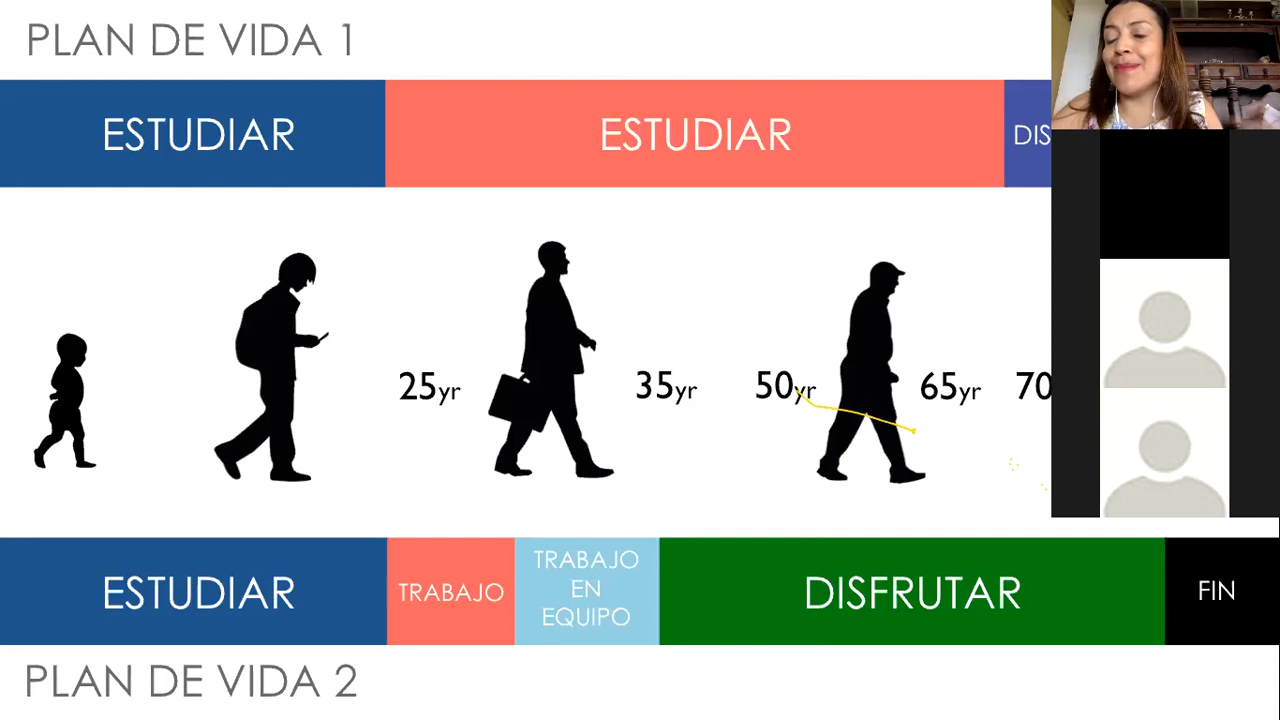 PLAN DE VIDA 1
ESTUDIAR
ESTUDIAR
DIS
25yr
35yr
50yr
65yr
70
ESTUDIAR
TRABAJO
TRABAJO
EN
EQUIPO
DISFRUTAR
FIN
PLAN DE VIDA 2